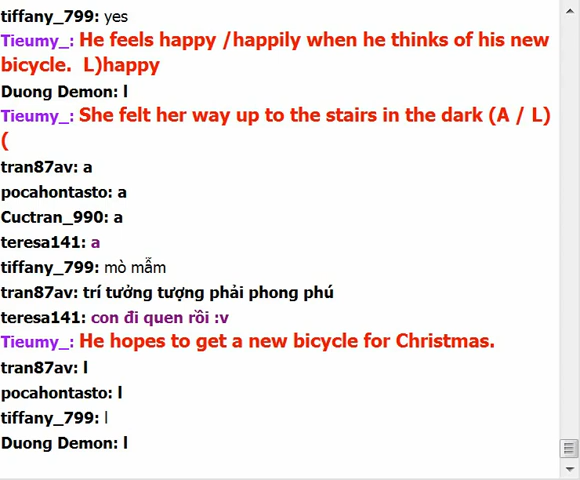 tiffany_799: yes
Tieumy_: He feels happy /happily when he thinks of his new
bicycle.  L)happy
Duong Demon: l
Tieumy_: She felt her way up to the stairs in the dark (A / L)
(
tran87av: a
pocahontasto: a
Cuctran_990: a
teresa141: a
tiffany_799: mò mẫm
tran87av: trí tưởng tượng phải phong phú
teresa141: con đi quen rồi :v
Tieumy_: He hopes to get a new bicycle for Christmas.
tran87av: l
pocahontasto: l
tiffany_799: l
Duong Demon: l